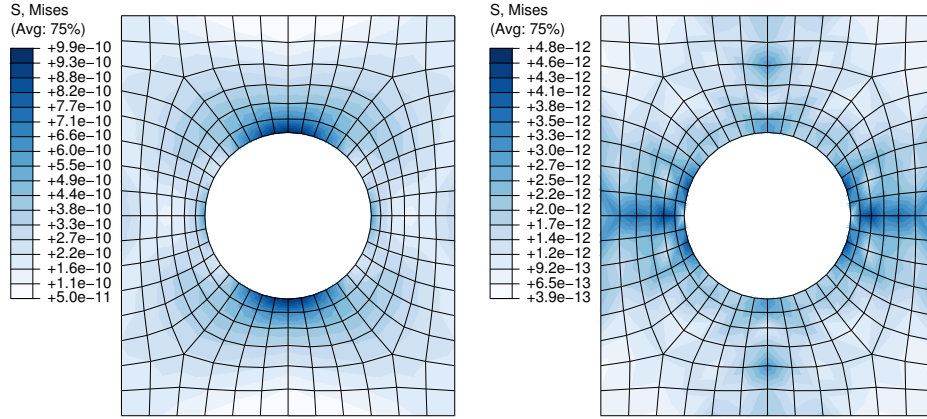 S, Mises
(Avg: 75%)
+9.9e−10
+9.3e−10
+8.8e−10
+8.2e−10
+7.7e−10
+7.1e−10
+6.6e−10
+6.0e−10
+5.5e−10
+4.9e−10
+4.4e−10
+3.8e−10
+3.3e−10
+2.7e−10
+2.2e−10
+1.6e−10
+1.1e−10
+5.0e−11
S, Mises
(Avg: 75%)
+4.8e−12
+4.6e−12
+4.3e−12
+4.1e−12
+3.8e−12
+3.5e−12
+3.3e−12
+3.0e−12
+2.7e−12
+2.5e−12
+2.2e−12
+2.0e−12
+1.7e−12
+1.4e−12
+1.2e−12
+9.2e−13
+6.5e−13
+3.9e−13